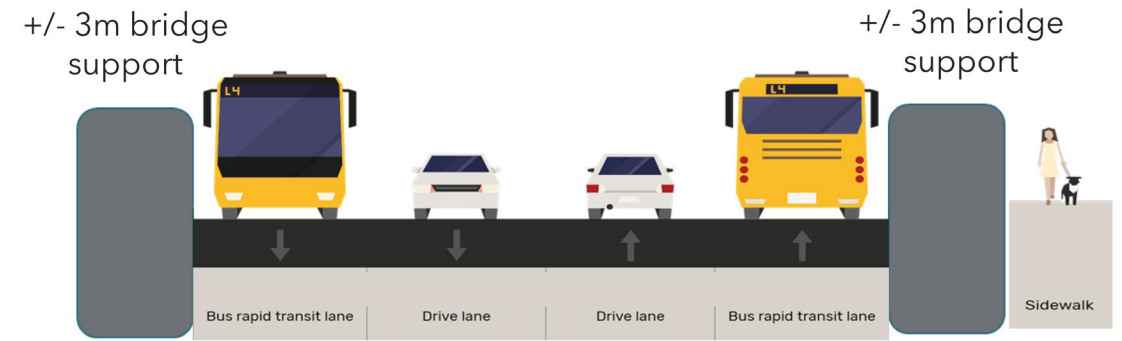 +/- 3m bridge
support
+/- 3m bridge
support
L4
L4
Bus rapid transit lane
Drive lane
Drive lane
Bus rapid transit lane
Sidewalk